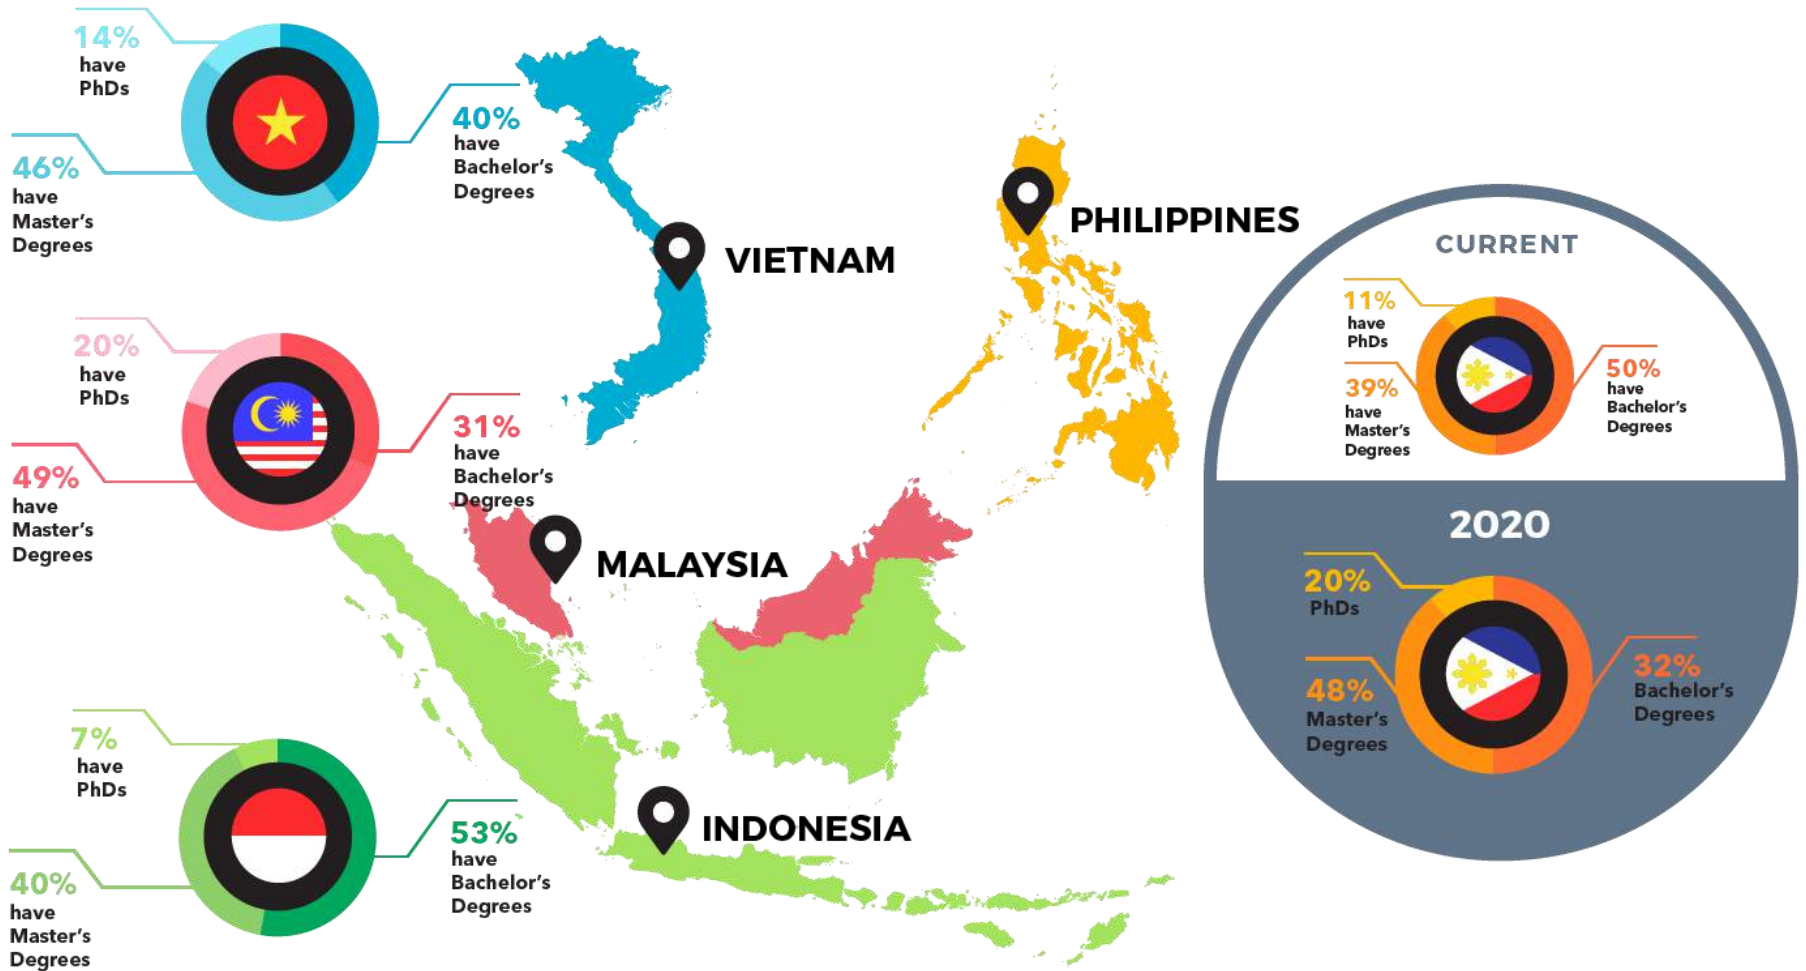 14%
have
PhDs
46%
have
Master's
Degrees
40%
have
Bachelor's
Degrees
VIETNAM
20%
have
PhDs
49%
have
Master's
Degrees
31%
have
Bachelor's
Degrees
MALAYSIA
7%
have
PhDs
40%
have
Master's
Degrees
53%
have
Bachelor's
Degrees
INDONESIA
PHILIPPINES
CURRENT
11%
have
PhDs
39%
have
Master's
Degrees
50%
have
Bachelor's
Degrees
2020
20%
PhDs
48%
Master's
Degrees
32%
Bachelor's
Degrees